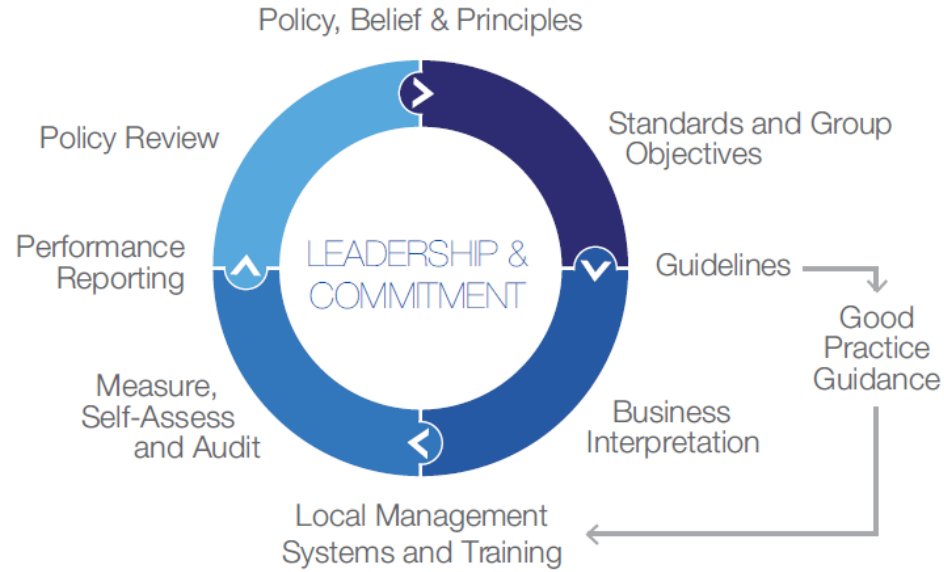 Policy, Belief & Principles
Standards and Group
Objectives
Guidelines
Good
Practice
Guidance
Business
Interpretation
Local Management
Systems and Training
Measure,
Self-Assess
and Audit
Performance
Reporting
Policy Review
LEADERSHIP &
COMMITMENT